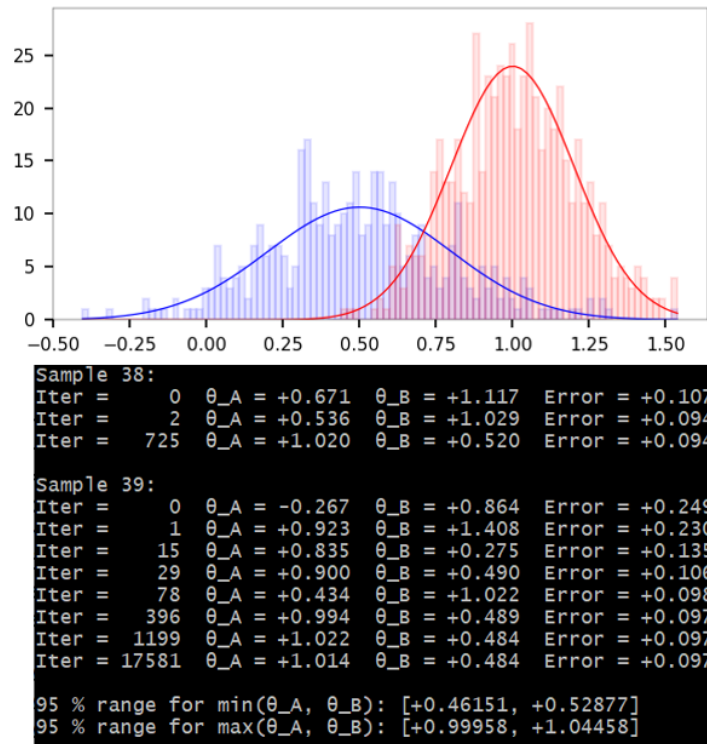 25
20
15
10
5
0
−0.50 −0.25 0.00 0.25 0.50 0.75 1.00 1.25 1.50
Sample 38:
Iter =     0  θ_A = +0.671  θ_B = +1.117  Error = +0.107
Iter =     2  θ_A = +0.536  θ_B = +1.029  Error = +0.094
Iter =   725  θ_A = +1.020  θ_B = +0.520  Error = +0.094
Sample 39:
Iter =     0  θ_A = -0.267  θ_B = +0.864  Error = +0.249
Iter =     1  θ_A = +0.923  θ_B = +1.408  Error = +0.230
Iter =    15  θ_A = +0.835  θ_B = +0.275  Error = +0.135
Iter =    29  θ_A = +0.900  θ_B = +0.490  Error = +0.106
Iter =    78  θ_A = +0.434  θ_B = +1.022  Error = +0.098
Iter =   396  θ_A = +0.994  θ_B = +0.489  Error = +0.097
Iter =  1199  θ_A = +1.022  θ_B = +0.484  Error = +0.097
Iter = 17581  θ_A = +1.014  θ_B = +0.484  Error = +0.097
95 % range for min(θ_A, θ_B): [+0.46151, +0.52877]
95 % range for max(θ_A, θ_B): [+0.99958, +1.04458]